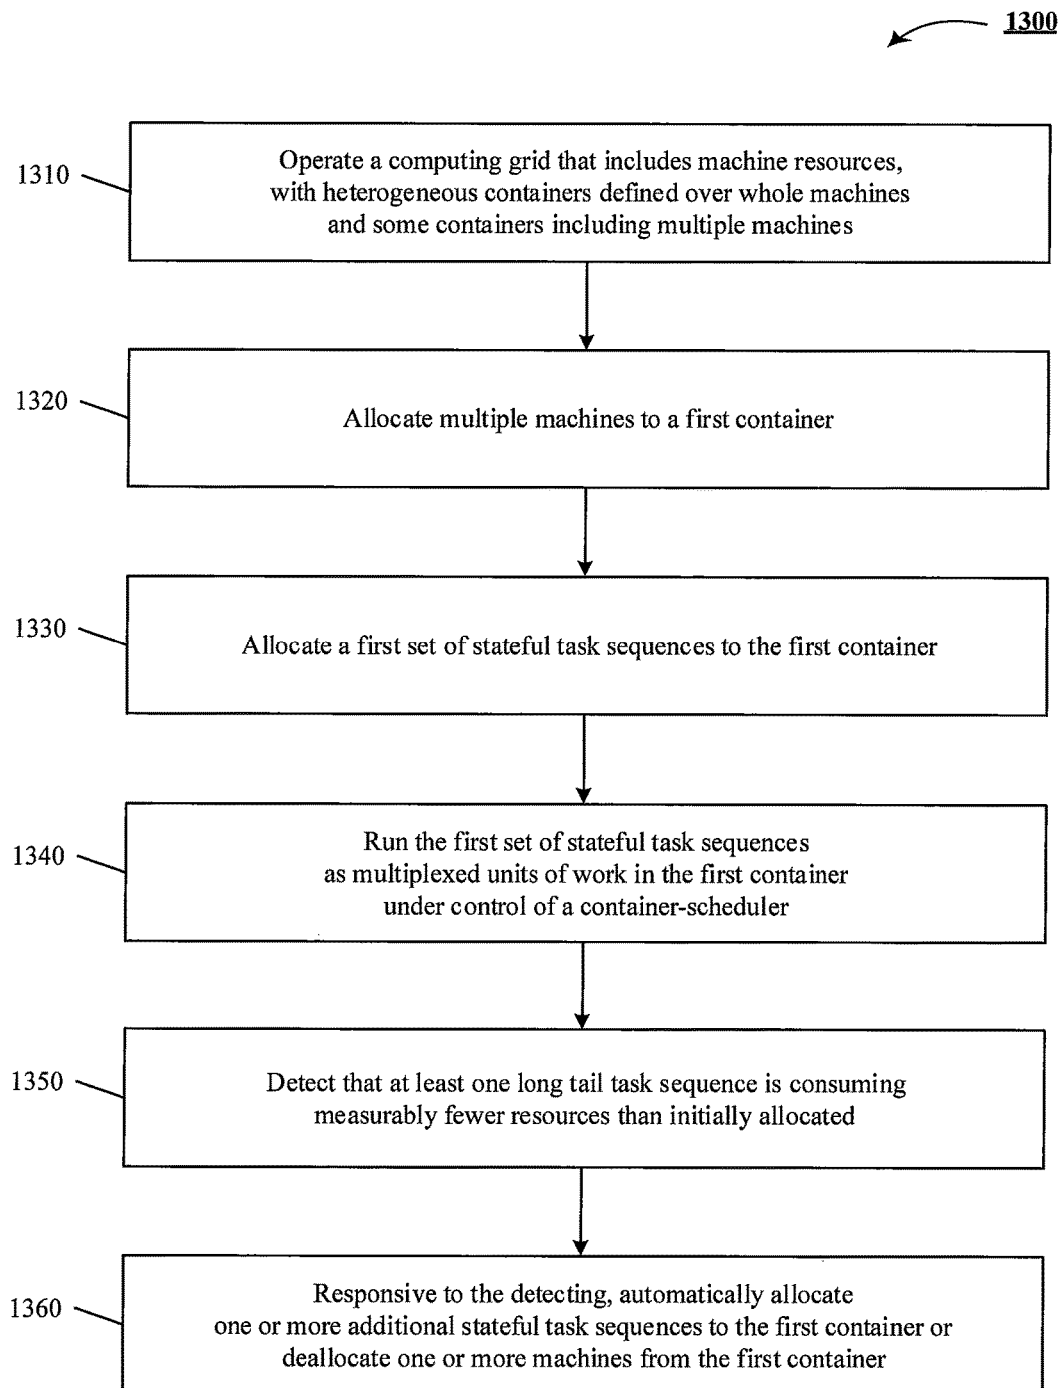 1300
1310
Operate a computing grid that includes machine resources,
with heterogeneous containers defined over whole machines
and some containers including multiple machines
1320
Allocate multiple machines to a first container
1330
Allocate a first set of stateful task sequences to the first container
1340
Run the first set of stateful task sequences
as multiplexed units of work in the first container
under control of a container-scheduler
1350
Detect that at least one long tail task sequence is consuming
measurably fewer resources than initially allocated
1360
Responsive to the detecting, automatically allocate
one or more additional stateful task sequences to the first container or
deallocate one or more machines from the first container